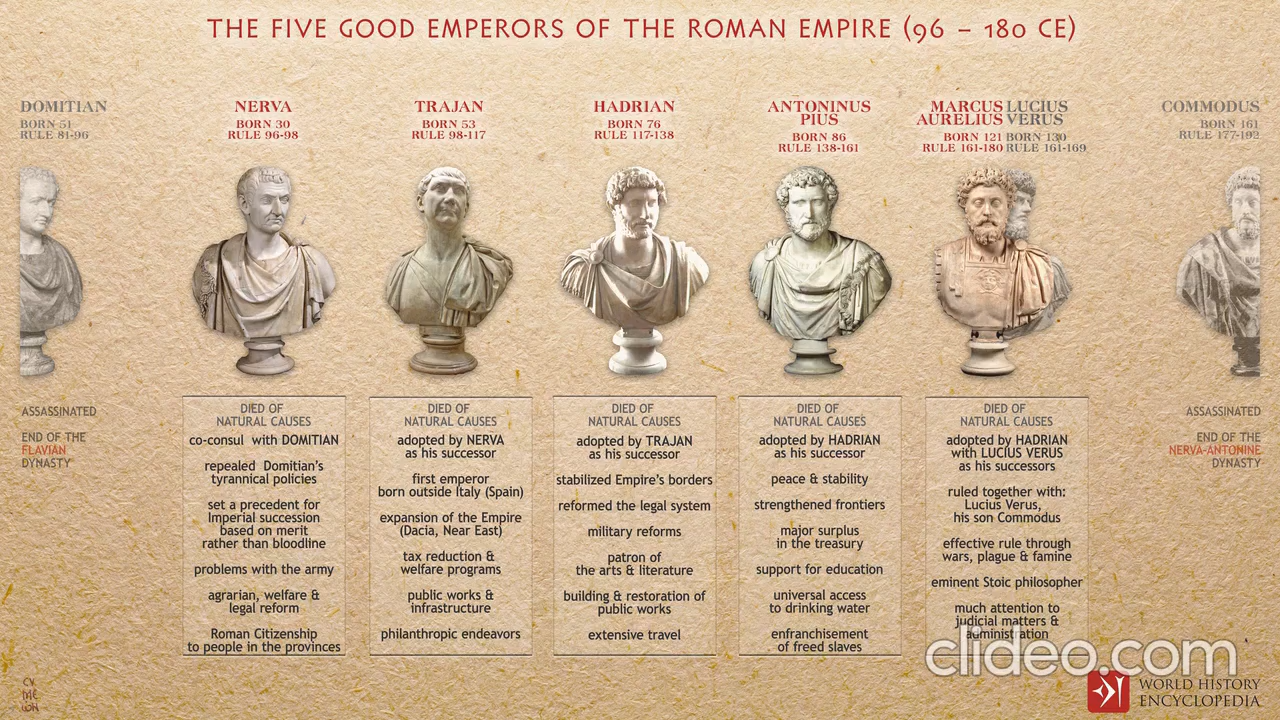 THE FIVE GOOD EMPERORS OF THE ROMAN EMPIRE (96 – 180 CE)
DOMITIAN
BORN 51
RULE 81-96
ASSASSINATED
END OF THE
FLAVIAN
DYNASTY
NERVA
BORN 30
RULE 96-98
DIED OF
NATURAL CAUSES
co-consul with DOMITIAN
repealed Domitian's
tyrannical policies
set a precedent for
Imperial succession
based on merit
rather than bloodline
problems with the army
agrarian, welfare &
legal reform
Roman Citizenship
to people in the provinces
TRAJAN
BORN 53
RULE 98-117
DIED OF
NATURAL CAUSES
adopted by NERVA
as his successor
first emperor
born outside Italy (Spain)
expansion of the Empire
(Dacia, Near East)
tax reduction &
welfare programs
public works &
infrastructure
philanthropic endeavors
HADRIAN
BORN 76
RULE 117-138
DIED OF
NATURAL CAUSES
adopted by TRAJAN
as his successor
stabilized Empire's borders
reformed the legal system
military reforms
patron of
the arts & literature
building & restoration of
public works
extensive travel
ANTONINUS
PIUS
BORN 86
RULE 138-161
DIED OF
NATURAL CAUSES
adopted by HADRIAN
as his successor
peace & stability
strengthened frontiers
major surplus
in the treasury
support for education
universal access
to drinking water
enfranchisement
of freed slaves
MARCUS
AURELIUS
BORN 121
RULE 161-180
LUCIUS
VERUS
BORN 130
RULE 161-169
DIED OF
NATURAL CAUSES
adopted by HADRIAN
with LUCIUS VERUS
as his successors
ruled together with:
Lucius Verus,
his son Commodus
effective rule through
wars, plague & famine
eminent Stoic philosopher
much attention to
judicial matters &
administration
COMMODUS
BORN 161
RULE 177-192
ASSASSINATED
END OF THE
NERVA-ANTONINE
DYNASTY
clideo.com
WORLD HISTORY
ENCYCLOPEDIA